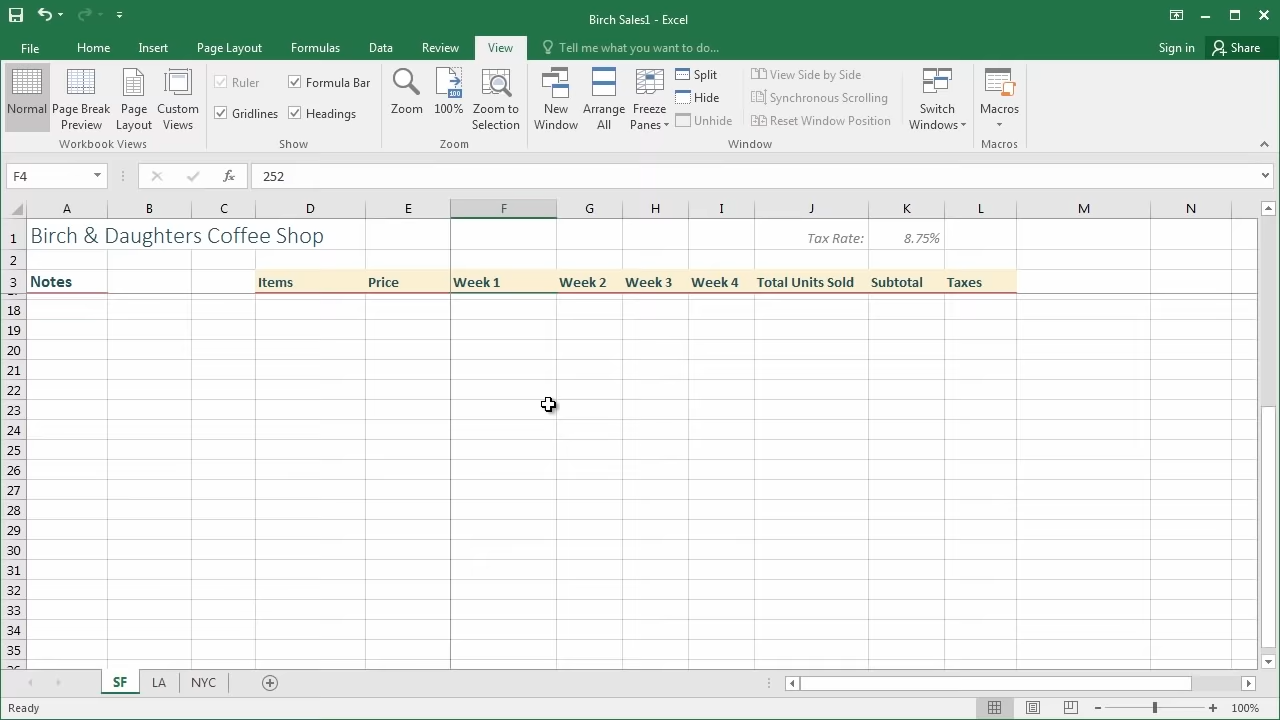 Birch Sales1 - Excel
File Home Insert Page Layout Formulas Data Review View Tell me what you want to do... Sign in Share
Normal Page Break Preview Page Layout Custom Views
Workbook Views
Ruler Formula Bar
Gridlines Headings
Show
Zoom 100% Zoom to Selection
Zoom
New Window Arrange All Freeze Panes
Split
Hide
Unhide
View Side by Side
Synchronous Scrolling
Reset Window Position
Window
Switch Windows
Macros
Macros
F4 fx 252
A B C D E F G H I J K L M N
1 Birch & Daughters Coffee Shop Tax Rate: 8.75%
2
3 Notes Items Price Week 1 Week 2 Week 3 Week 4 Total Units Sold Subtotal Taxes
18
19
20
21
22
23
24
25
26
27
28
29
30
31
32
33
34
35
SF LA NYC
Ready 100%